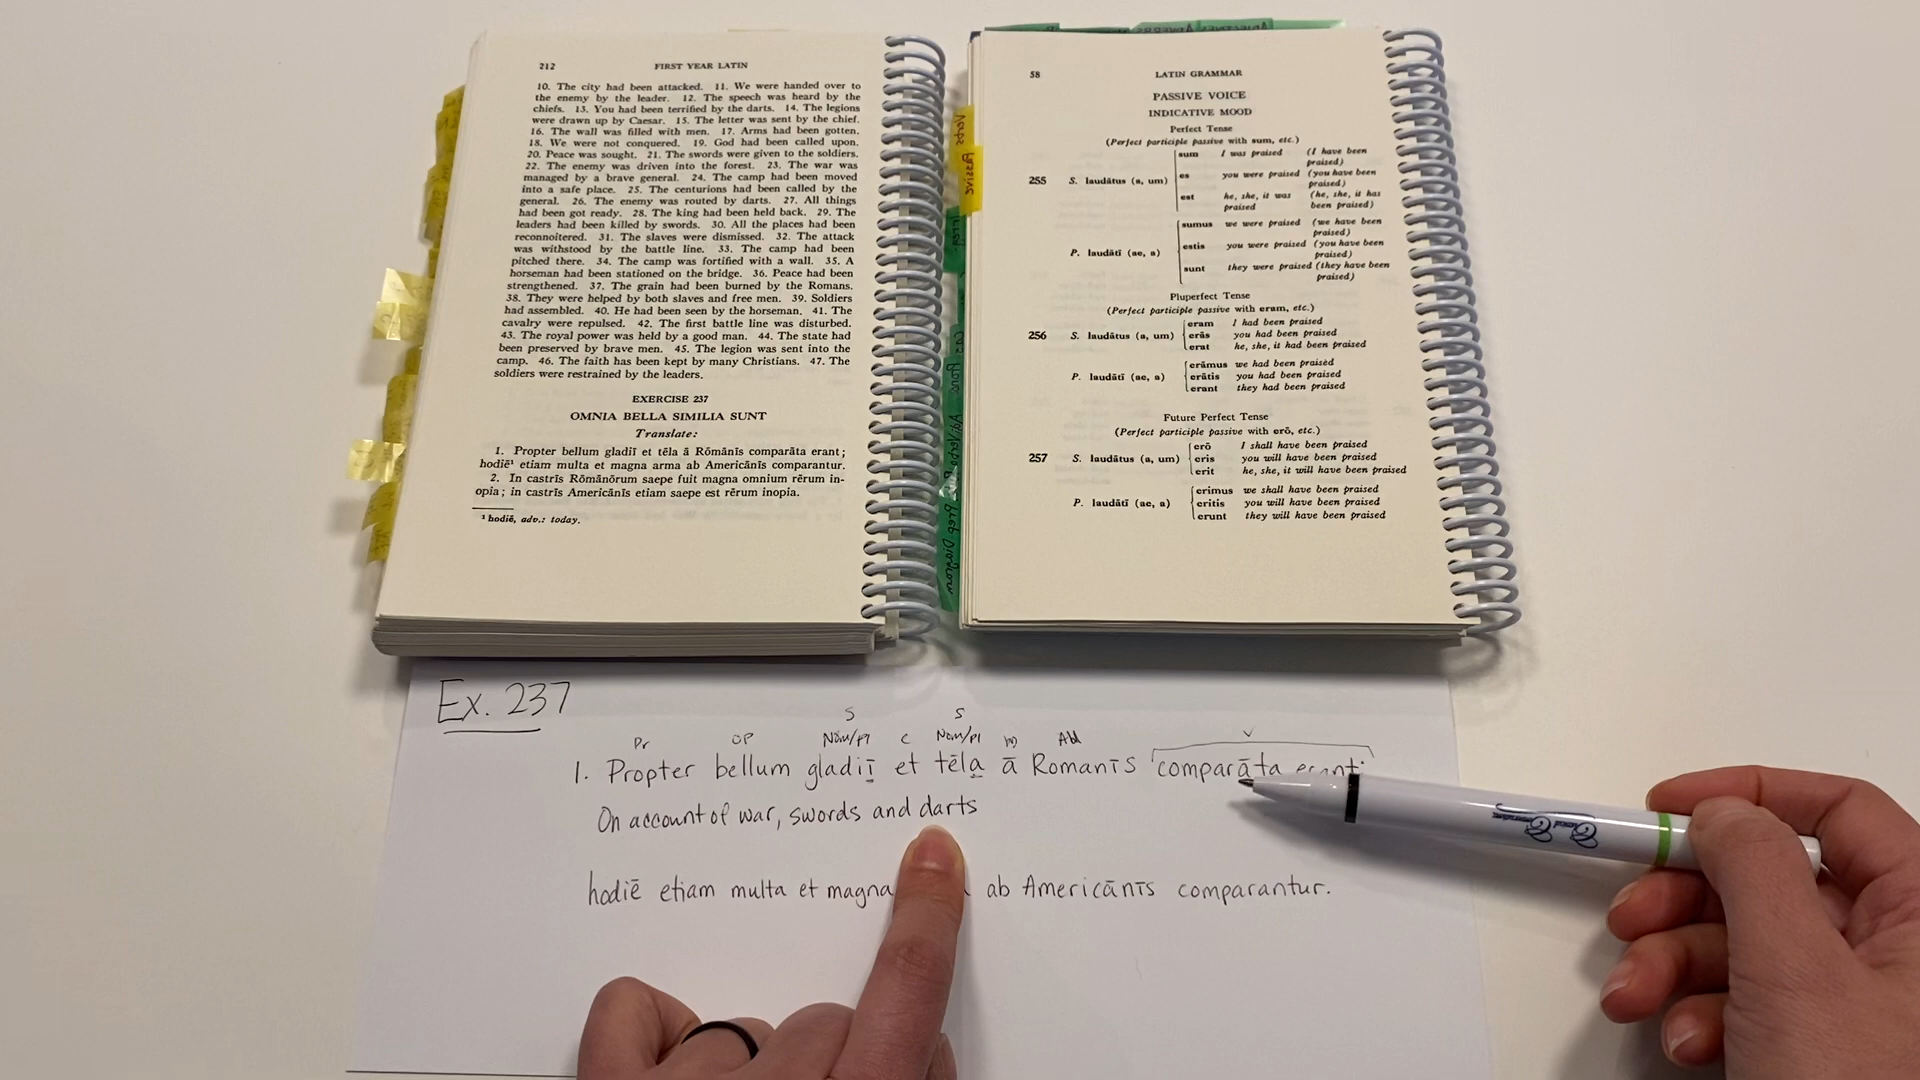 212 FIRST YEAR LATIN
10. The city had been attacked. 11. We were handed over to
the enemy by the leader. 12. The speech was heard by the
chiefs. 13. You had been terrified by the darts. 14. The legions
were drawn up by Caesar. 15. The letter was sent by the chief.
16. The wall was filled with men. 17. Arms had been gotten.
18. We were not conquered. 19. God had been called upon.
20. Peace was sought. 21. The swords were given to the soldiers.
22. The enemy was driven into the forest. 23. The war was
managed by a brave general. 24. The camp had been moved
into a safe place. 25. The centurions had been called by the
general. 26. The enemy was routed by darts. 27. All things
had been got ready. 28. The king had been held back. 29. The
leaders had been killed by swords. 30. All the places had been
reconnoitered. 31. The slaves were dismissed. 32. The attack
was withstood by the battle line. 33. The camp had been
pitched there. 34. The camp was fortified with a wall. 35. A
horseman had been stationed on the bridge. 36. Peace had been
strengthened. 37. The grain had been burned by the Romans.
38. They were helped by both slaves and free men. 39. Soldiers
had assembled. 40. He had been seen by the horseman. 41. The
cavalry were repulsed. 42. The first battle line was disturbed.
43. The royal power was held by a good man. 44. The state had
been preserved by brave men. 45. The legion was sent into the
camp. 46. The faith has been kept by many Christians. 47. The
soldiers were restrained by the leaders.
EXERCISE 237
OMNIA BELLA SIMILIA SUNT
Translate:
1. Propter bellum gladiī et tēla ā Rōmānīs comparāta erant;
hodiē¹ etiam multa et magna arma ab Americānīs comparantur.
2. In castrīs Rōmānōrum saepe fuit magna omnium rērum in-
opia; in castrīs Americānīs etiam saepe est rērum inopia.
¹ hodiē, adv.: today.
58 LATIN GRAMMAR
PASSIVE VOICE
INDICATIVE MOOD
Perfect Tense
(Perfect participle passive with sum, etc.)
sum I was praised (I have been
praised)
255 S. laudātus (a, um) es you were praised (you have been
praised)
est he, she, it was (he, she, it has
praised been praised)
sumus we were praised (we have been
praised)
P. laudātī (ae, a) estis you were praised (you have been
praised)
sunt they were praised (they have been
praised)
Pluperfect Tense
(Perfect participle passive with eram, etc.)
eram I had been praised
256 S. laudātus (a, um) erās you had been praised
erat he, she, it had been praised
erāmus we had been praised
P. laudātī (ae, a) erātis you had been praised
erant they had been praised
Future Perfect Tense
(Perfect participle passive with erō, etc.)
erō I shall have been praised
257 S. laudātus (a, um) eris you will have been praised
erit he, she, it will have been praised
erimus we shall have been praised
P. laudātī (ae, a) eritis you will have been praised
erunt they will have been praised
Ex. 237
S S V
Pr OP Nom/pl C Nom/pl Abl
1. Propter bellum gladiī et tēla ā Romanīs comparāta erant;
On account of war, swords and darts
hodiē etiam multa et magna ab Americānīs comparantur.